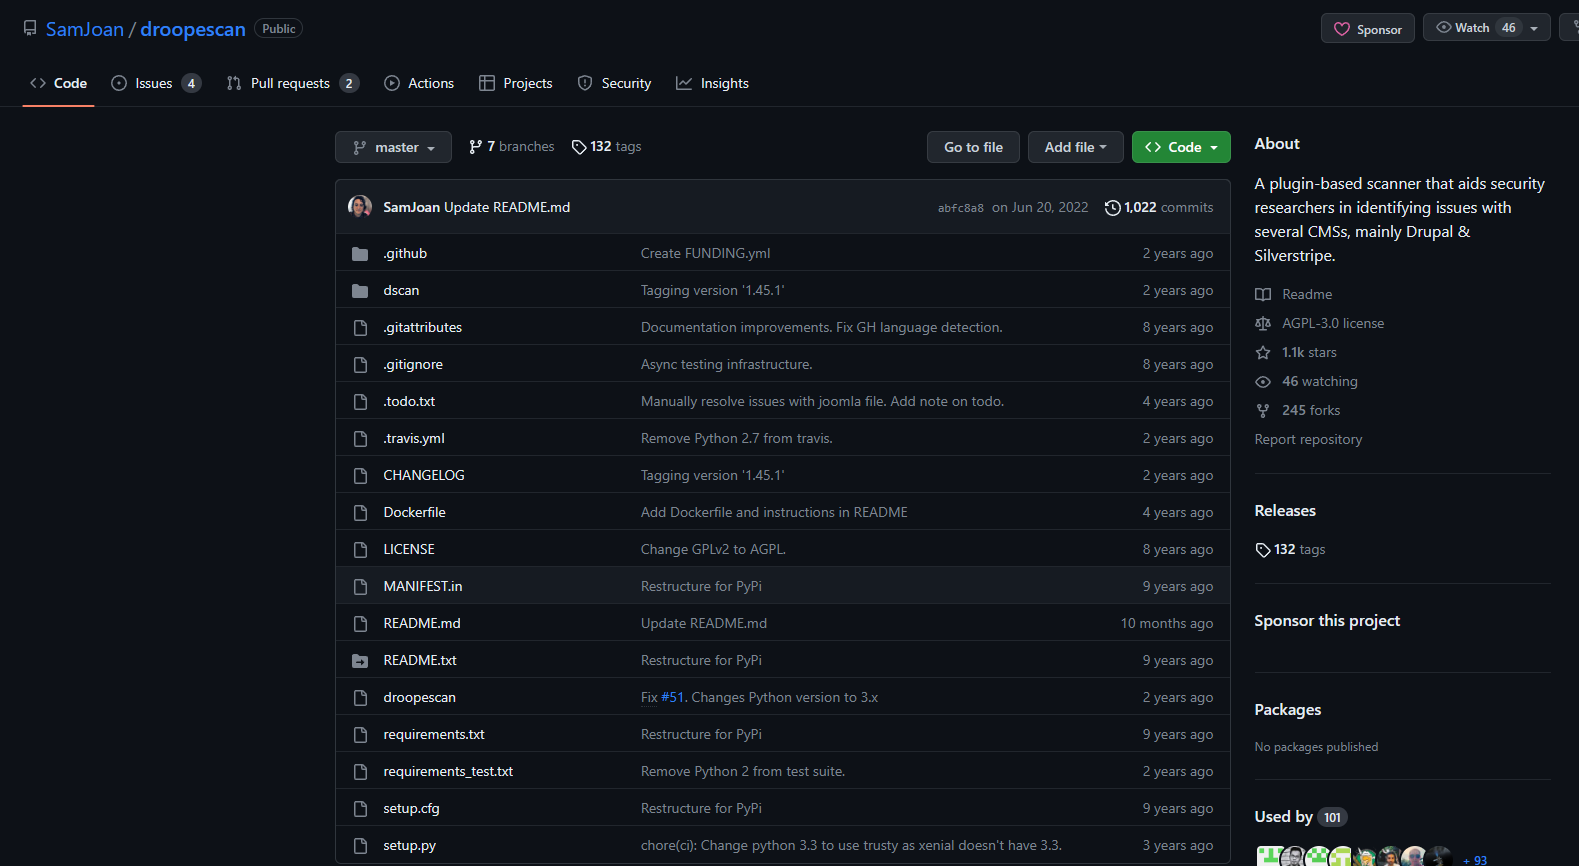 SamJoan / droopescan Public
Sponsor Watch 46
Code Issues 4 Pull requests 2 Actions Projects Security Insights
master 7 branches 132 tags Go to file Add file Code
SamJoan Update README.md abfc8a8 on Jun 20, 2022 1,022 commits
.github Create FUNDING.yml 2 years ago
dscan Tagging version '1.45.1' 2 years ago
.gitattributes Documentation improvements. Fix GH language detection. 8 years ago
.gitignore Async testing infrastructure. 8 years ago
.todo.txt Manually resolve issues with joomla file. Add note on todo. 4 years ago
.travis.yml Remove Python 2.7 from travis. 2 years ago
CHANGELOG Tagging version '1.45.1' 2 years ago
Dockerfile Add Dockerfile and instructions in README 4 years ago
LICENSE Change GPLv2 to AGPL. 8 years ago
MANIFEST.in Restructure for PyPi 9 years ago
README.md Update README.md 10 months ago
README.txt Restructure for PyPi 9 years ago
droopescan Fix #51. Changes Python version to 3.x 2 years ago
requirements.txt Restructure for PyPi 9 years ago
requirements_test.txt Remove Python 2 from test suite. 2 years ago
setup.cfg Restructure for PyPi 9 years ago
setup.py chore(ci): Change python 3.3 to use trusty as xenial doesn't have 3.3. 3 years ago
About
A plugin-based scanner that aids security
researchers in identifying issues with
several CMSs, mainly Drupal &
Silverstripe.
Readme
AGPL-3.0 license
1.1k stars
46 watching
245 forks
Report repository
Releases
132 tags
Sponsor this project
Packages
No packages published
Used by 101
+ 93